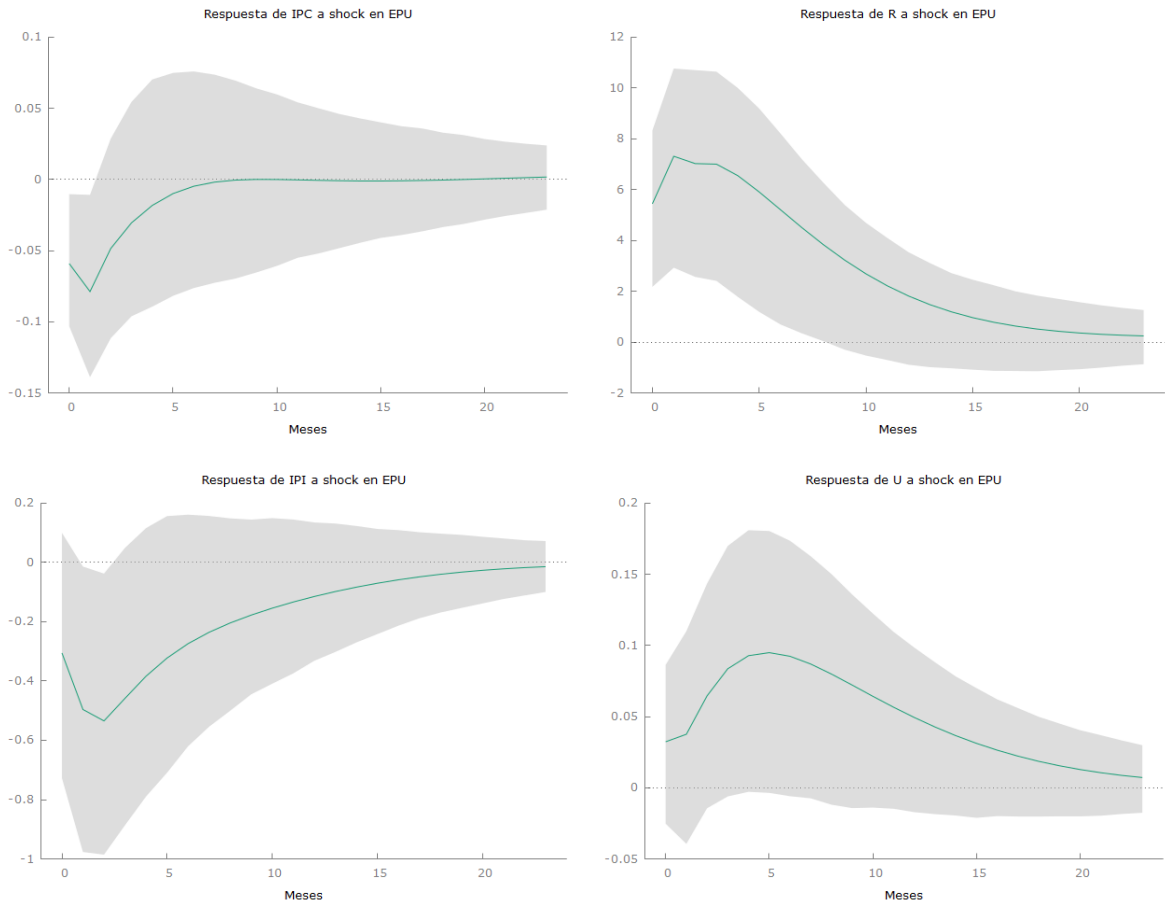 Respuesta de IPC a shock en EPU
0.1
0.05
0
-0.05
-0.1
-0.15
0 5 10 15 20
Meses
Respuesta de R a shock en EPU
12
10
8
6
4
2
0
-2
0 5 10 15 20
Meses
Respuesta de IPI a shock en EPU
0.2
0
-0.2
-0.4
-0.6
-0.8
-1
0 5 10 15 20
Meses
Respuesta de U a shock en EPU
0.2
0.15
0.1
0.05
0
-0.05
0 5 10 15 20
Meses